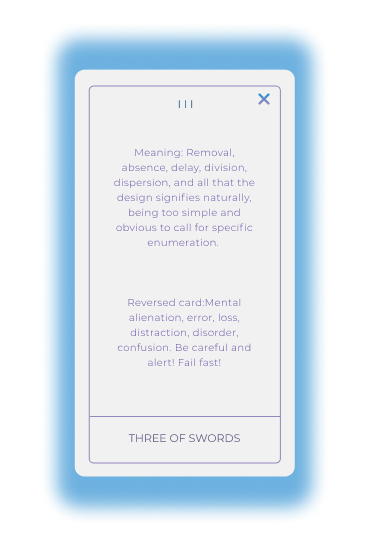 III
Meaning: Removal,
absence, delay, division,
dispersion, and all that the
design signifies naturally,
being too simple and
obvious to call for specific
enumeration.
Reversed card:Mental
alienation, error, loss,
distraction, disorder,
confusion. Be careful and
alert! Fail fast!
THREE OF SWORDS